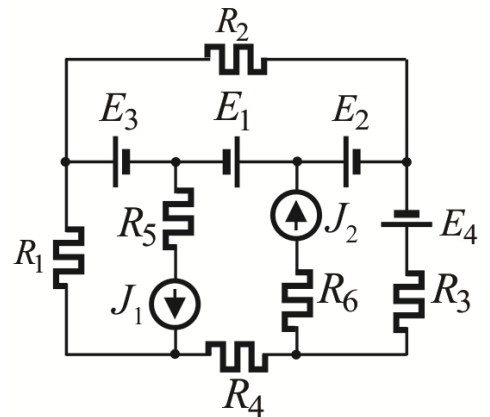 R₂
E₃ E₁ E₂
R₅ J₂ E₄
R₁ J₁ R₆ R₃
R₄